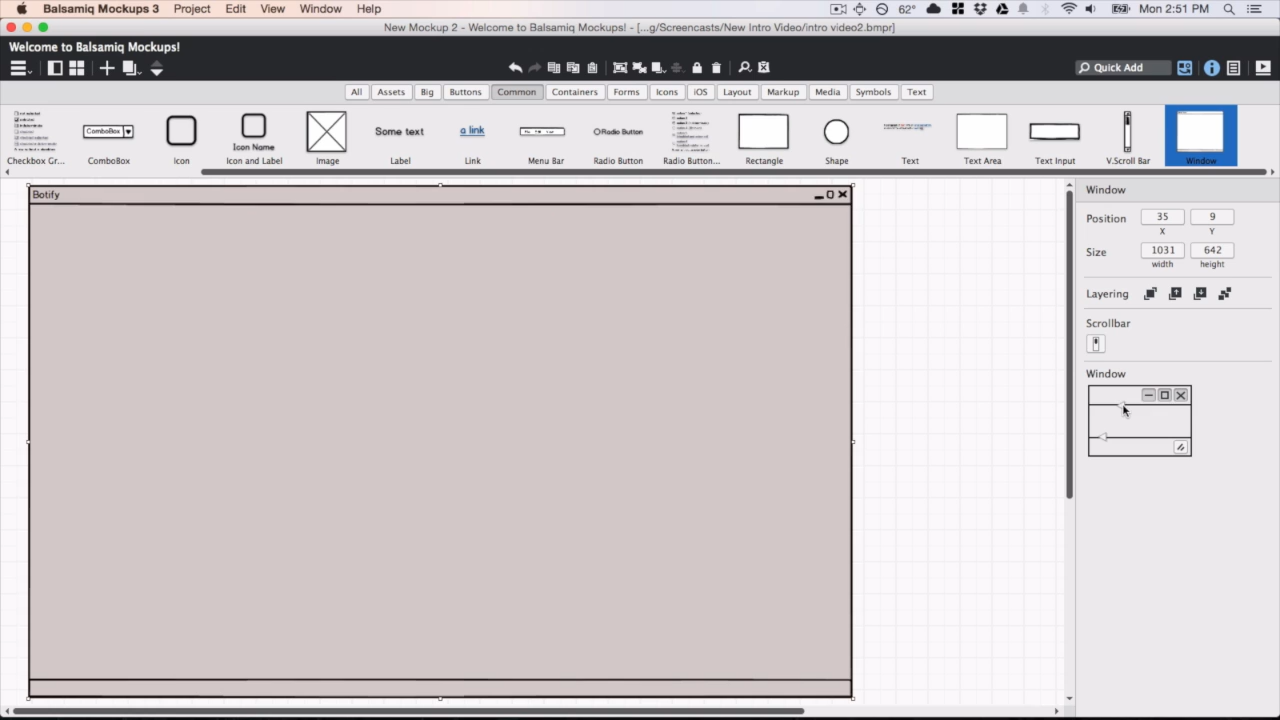 Balsamiq Mockups 3 Project Edit View Window Help 62° Mon 2:51 PM
New Mockup 2 - Welcome to Balsamiq Mockups! - [...g/Screencasts/New Intro Video/intro video2.bmpr]
Welcome to Balsamiq Mockups!
Quick Add
All Assets Big Buttons Common Containers Forms Icons iOS Layout Markup Media Symbols Text
ComboBox Icon Name Some text a link Radio Button
Checkbox Gr... ComboBox Icon Icon and Label Image Label Link Menu Bar Radio Button Radio Button... Rectangle Shape Text Text Area Text Input V.Scroll Bar Window
Botify
Window
Position 35 9
X Y
Size 1031 642
width height
Layering
Scrollbar
Window